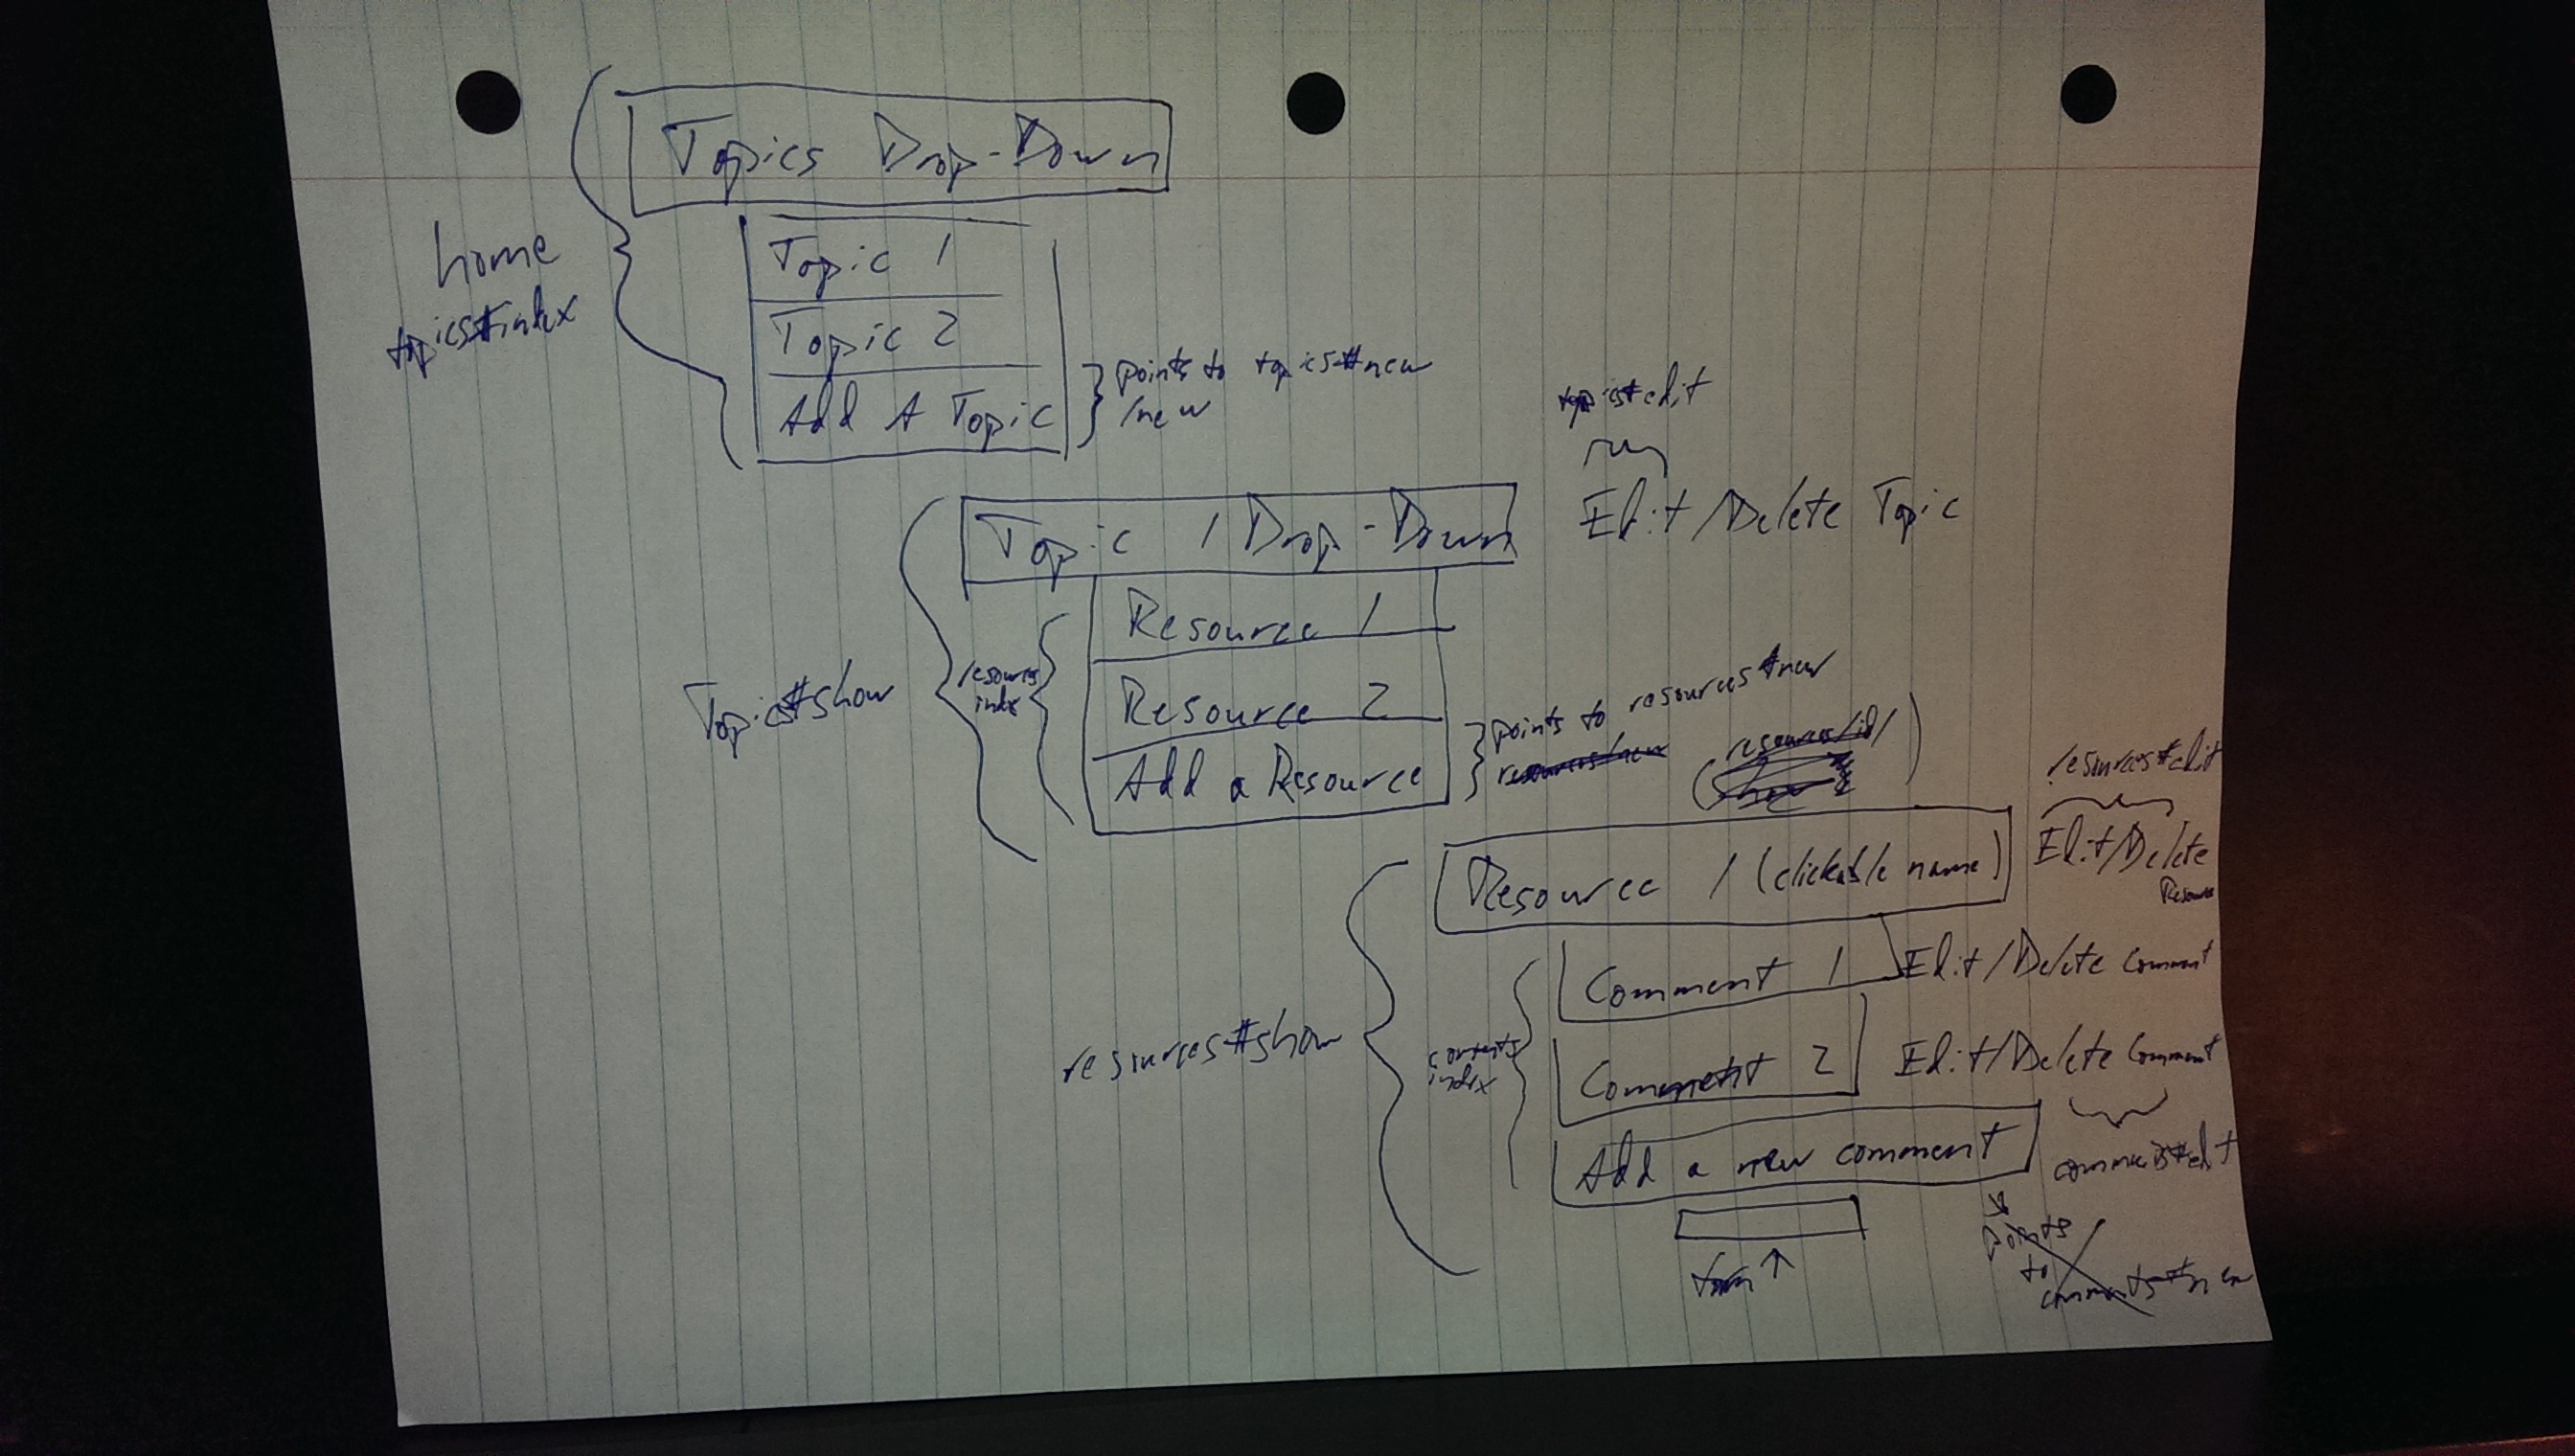 Topics Drop-Down
home
topics#index
Topic 1
Topic 2
Add A Topic
points to topics#new
/new
topics#edit
Edit/Delete Topic
Topic 1 Drop-Down
Topics#show
resources
index
Resource 1
Resource 2
Add a Resource
points to resources#new
resources/new
resources/id/
resources#edit
Edit/Delete
Resource
Resource 1 (clickable name)
resources#show
index
Comment 1
Edit/Delete Comment
Comment 2
Edit/Delete Comment
Add a new comment
comments#edit
form ↑
points
to
comments#new